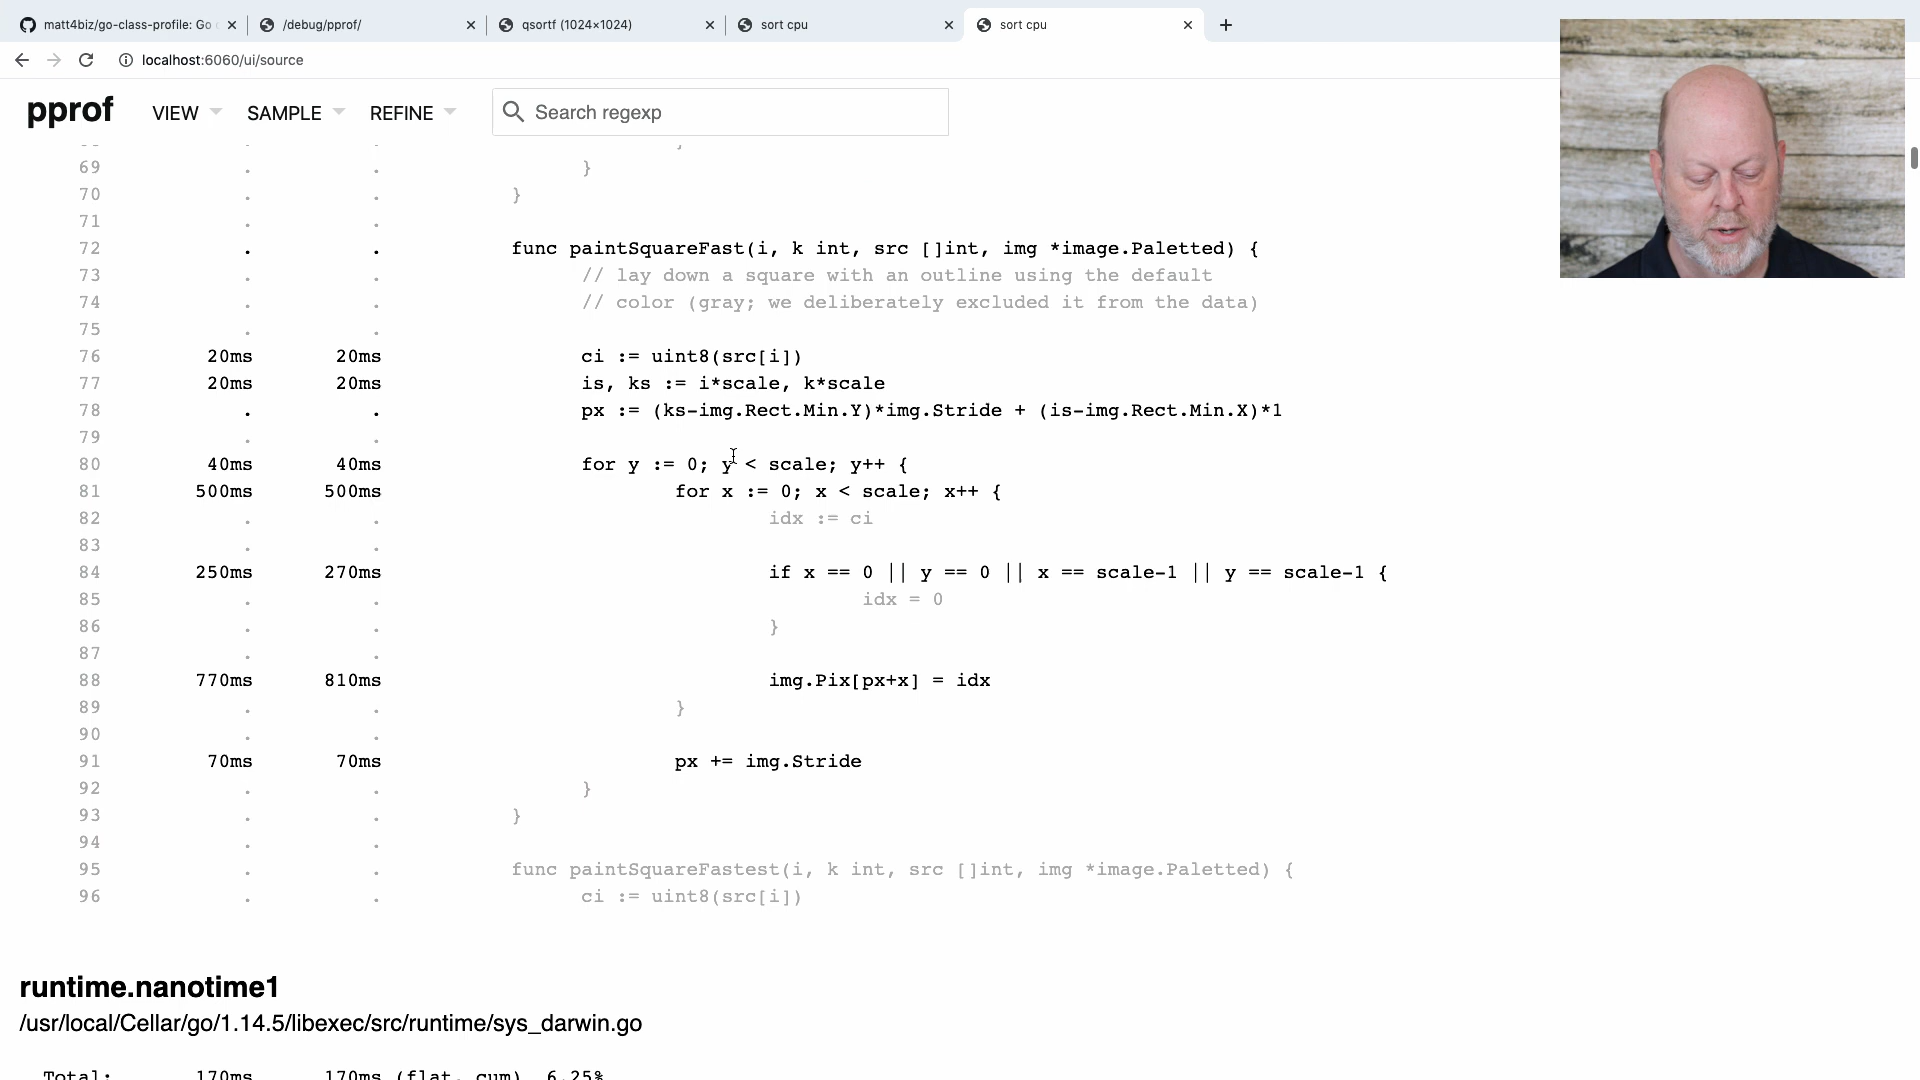 matt4biz/go-class-profile: Go c
/debug/pprof/
qsortf (1024×1024)
sort cpu
sort cpu
localhost:6060/ui/source
pprof VIEW SAMPLE REFINE Search regexp
69 . . }
70 . . }
71 . .
72 . . func paintSquareFast(i, k int, src []int, img *image.Paletted) {
73 . . // lay down a square with an outline using the default
74 . . // color (gray; we deliberately excluded it from the data)
75 . .
76 20ms 20ms ci := uint8(src[i])
77 20ms 20ms is, ks := i*scale, k*scale
78 . . px := (ks-img.Rect.Min.Y)*img.Stride + (is-img.Rect.Min.X)*1
79 . .
80 40ms 40ms for y := 0; y < scale; y++ {
81 500ms 500ms for x := 0; x < scale; x++ {
82 . . idx := ci
83 . .
84 250ms 270ms if x == 0 || y == 0 || x == scale-1 || y == scale-1 {
85 . . idx = 0
86 . . }
87 . .
88 770ms 810ms img.Pix[px+x] = idx
89 . . }
90 . .
91 70ms 70ms px += img.Stride
92 . . }
93 . . }
94 . .
95 . . func paintSquareFastest(i, k int, src []int, img *image.Paletted) {
96 . . ci := uint8(src[i])
runtime.nanotime1
/usr/local/Cellar/go/1.14.5/libexec/src/runtime/sys_darwin.go
Total: 170ms 170ms (flat, cum) 6.25%